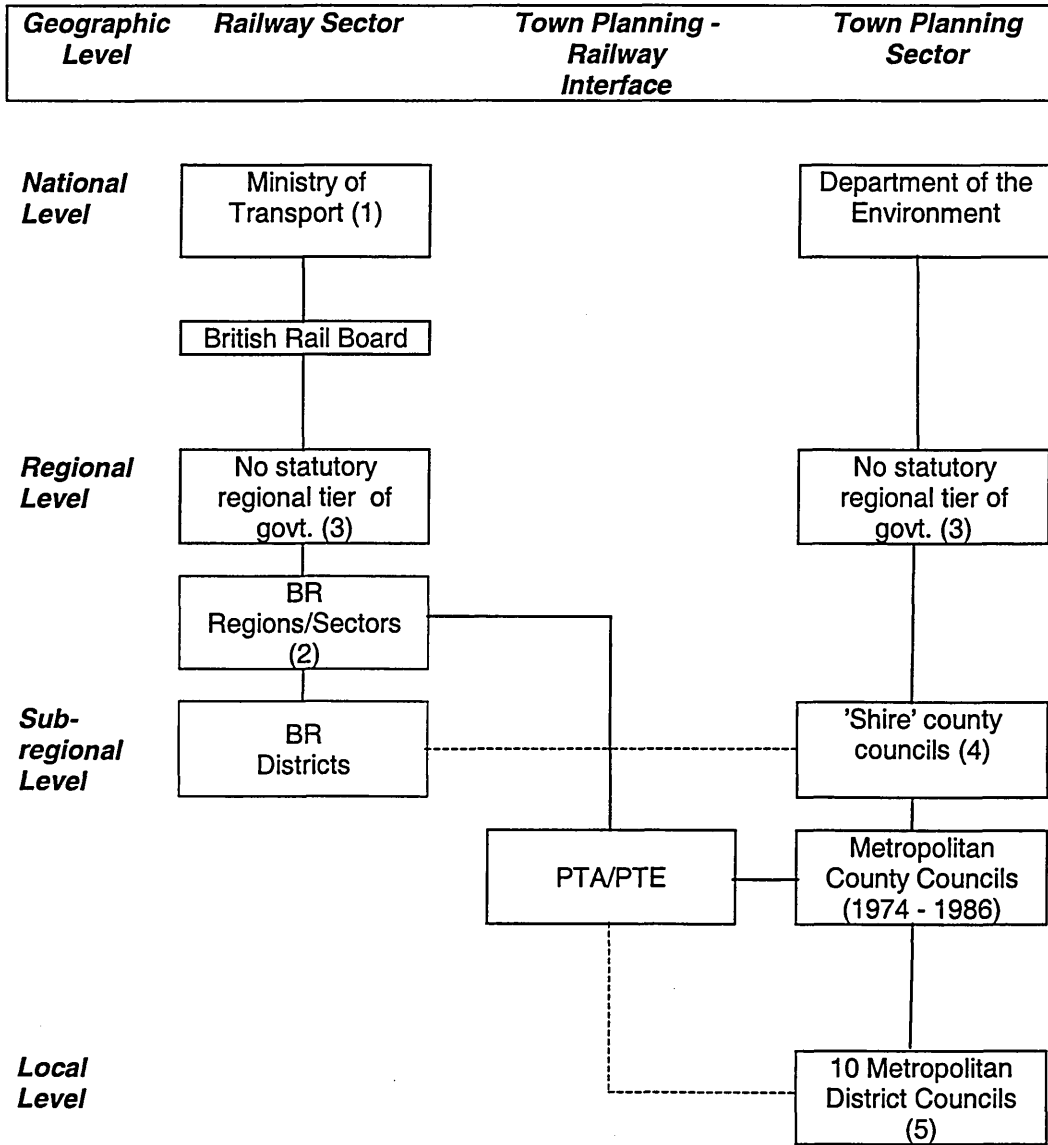 Geographic Level
Railway Sector
Town Planning -
Railway
Interface
Town Planning
Sector
National
Level
Ministry of
Transport (1)
Department of the
Environment
British Rail Board
Regional
Level
No statutory
regional tier of
govt. (3)
No statutory
regional tier of
govt. (3)
BR
Regions/Sectors
(2)
Sub-
regional
Level
BR
Districts
'Shire' county
councils (4)
PTA/PTE
Metropolitan
County Councils
(1974 - 1986)
Local
Level
10 Metropolitan
District Councils
(5)